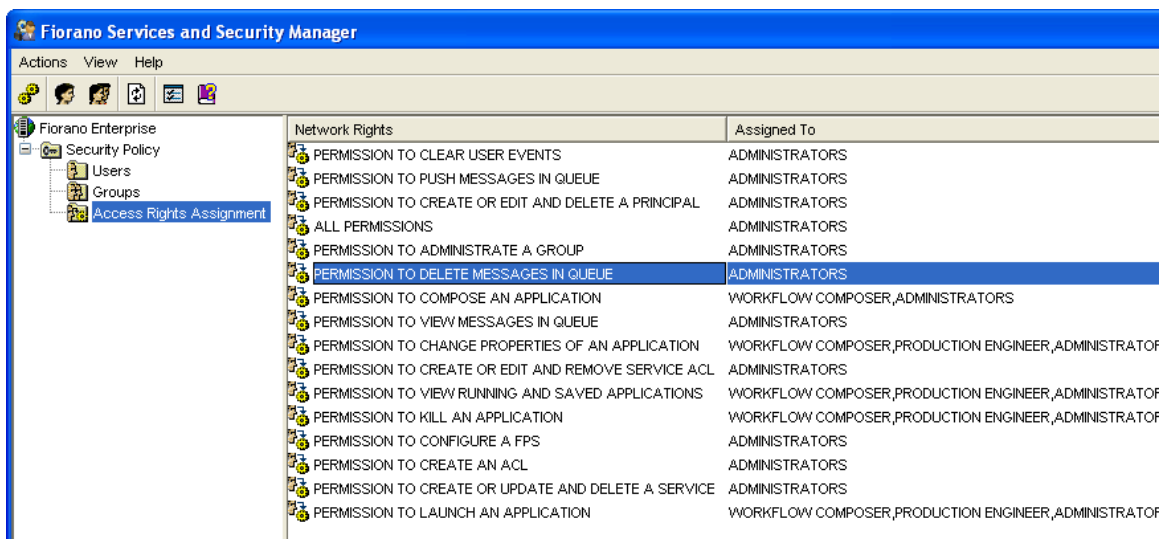 Fiorano Services and Security Manager
Actions View Help
Fiorano Enterprise
Security Policy
Users
Groups
Access Rights Assignment
Network Rights Assigned To
PERMISSION TO CLEAR USER EVENTS ADMINISTRATORS
PERMISSION TO PUSH MESSAGES IN QUEUE ADMINISTRATORS
PERMISSION TO CREATE OR EDIT AND DELETE A PRINCIPAL ADMINISTRATORS
ALL PERMISSIONS ADMINISTRATORS
PERMISSION TO ADMINISTRATE A GROUP ADMINISTRATORS
PERMISSION TO DELETE MESSAGES IN QUEUE ADMINISTRATORS
PERMISSION TO COMPOSE AN APPLICATION WORKFLOW COMPOSER,ADMINISTRATORS
PERMISSION TO VIEW MESSAGES IN QUEUE ADMINISTRATORS
PERMISSION TO CHANGE PROPERTIES OF AN APPLICATION WORKFLOW COMPOSER,PRODUCTION ENGINEER,ADMINISTRATOR
PERMISSION TO CREATE OR EDIT AND REMOVE SERVICE ACL ADMINISTRATORS
PERMISSION TO VIEW RUNNING AND SAVED APPLICATIONS WORKFLOW COMPOSER,PRODUCTION ENGINEER,ADMINISTRATOR
PERMISSION TO KILL AN APPLICATION WORKFLOW COMPOSER,PRODUCTION ENGINEER,ADMINISTRATOR
PERMISSION TO CONFIGURE A FPS ADMINISTRATORS
PERMISSION TO CREATE AN ACL ADMINISTRATORS
PERMISSION TO CREATE OR UPDATE AND DELETE A SERVICE ADMINISTRATORS
PERMISSION TO LAUNCH AN APPLICATION WORKFLOW COMPOSER,PRODUCTION ENGINEER,ADMINISTRATOR